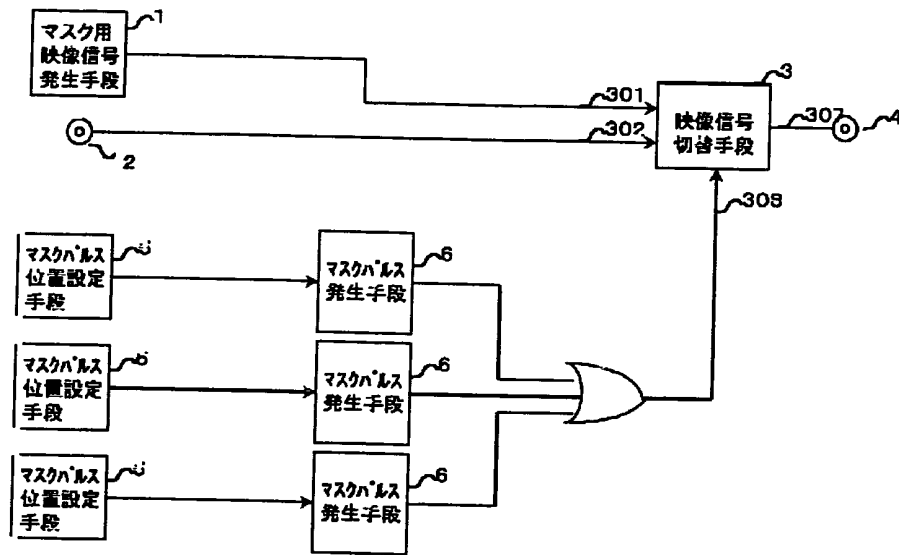 マスク用
映像信号
発生手段
1
2
301
302
3
映像信号
切替手段
307
4
308
マスクパルス
位置設定
手段
マスクパルス
発生手段
6
マスクパルス
位置設定
手段
5
マスクパルス
発生手段
6
マスクパルス
位置設定
手段
マスクパルス
発生手段
6